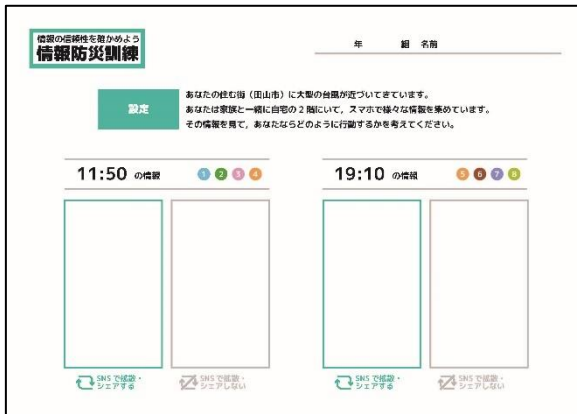 情報の信頼性を確かめよう
情報防災訓練
年 組 名前
設定
あなたの住む街（田山市）に大型の台風が近づいてきています。
あなたは家族と一緒に自宅の2階にいて，スマホで様々な情報を集めています。
その情報を見て，あなたならどのように行動するかを考えてください。
11:50 の情報 1 2 3 4
19:10 の情報 5 6 7 8
SNSで拡散・
シェアする
SNSで拡散・
シェアしない
SNSで拡散・
シェアする
SNSで拡散・
シェアしない